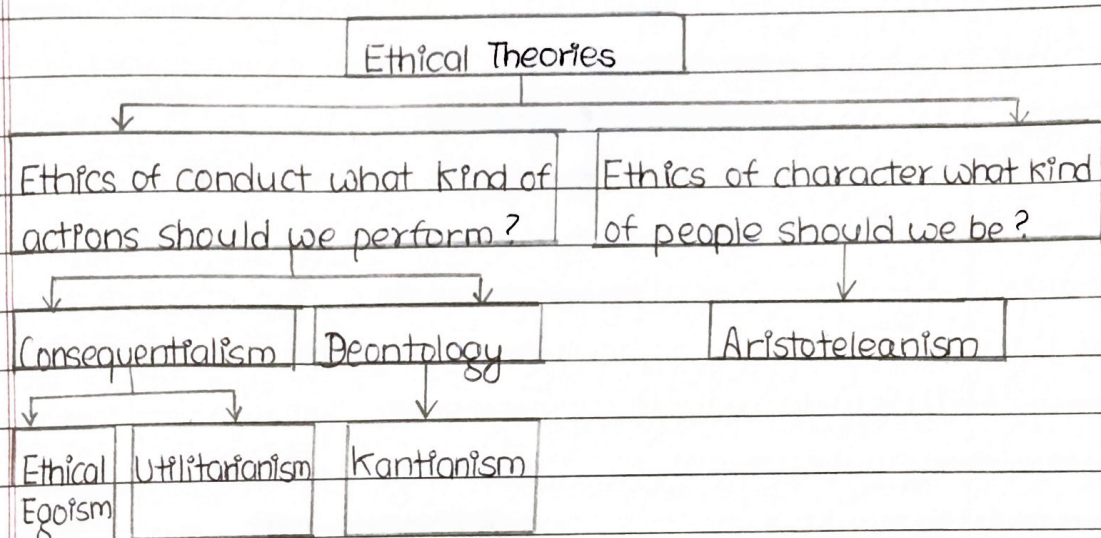 Ethical Theories
Ethics of conduct what kind of
actions should we perform?
Ethics of character what kind
of people should we be?
Consequentialism
Deontology
Aristoteleanism
Ethical
Egoism
Utilitarianism
Kantianism